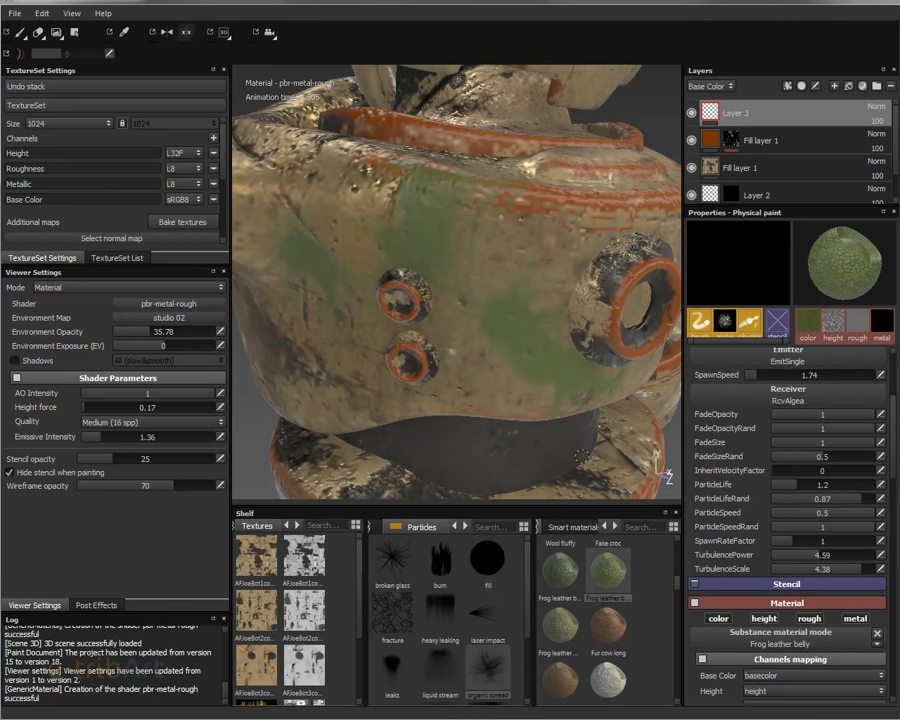 File Edit View Help
TextureSet Settings
Undo stack
TextureSet
Size 1024 1024
Channels
Height L32F
Roughness L8
Metallic L8
Base Color sRGB8
Additional maps Bake textures
Select normal map
TextureSet Settings TextureSet List
Viewer Settings
Mode Material
Shader pbr-metal-rough
Environment Map studio 02
Environment Opacity 35.78
Environment Exposure (EV) 0
Shadows All (slow&smooth)
Shader Parameters
AO Intensity 1
Height force 0.17
Quality Medium (16 spp)
Emissive Intensity 1.36
Stencil opacity 25
Hide stencil when painting
Wireframe opacity 70
Viewer Settings Post Effects
Log
successful
[Scene 3D] 3D scene successfully loaded
[Paint Document] The project has been updated from
version 15 to version 18.
[Viewer settings] Viewer settings have been updated from
version 1 to version 2.
[GenericMaterial] Creation of the shader pbr-metal-rough
successful
Material - pbr-metal-rough
Y
Z
Shelf
Textures Search...
AFJoeBot1co...
AFJoeBot2co...
Particles Search...
broken glass burn fill
fracture heavy leaking laser impact
leaks liquid stream organic spread
Smart materials Search...
Wool fluffy Fake croc
Frog leather b... Frog leather b...
Frog leather b... Fur cow long
Layers
Base Color
Layer 3 Norm 100
Fill layer 1 Norm 100
Fill layer 1 Norm 100
Layer 2 Norm
Properties - Physical paint
stencil color height rough metal
Emitter
EmitSingle
SpawnSpeed 1.74
Receiver
RcvAlgea
FadeOpacity 1
FadeOpacityRand 1
FadeSize 1
FadeSizeRand 0.5
InheritVelocityFactor 0
ParticleLife 1.2
ParticleLifeRand 0.87
ParticleSpeed 0.5
ParticleSpeedRand 1
SpawnRateFactor 1
TurbulencePower 4.59
TurbulenceScale 4.38
Stencil
Material
color height rough metal
Substance material mode
Frog leather belly
Channels mapping
Base Color basecolor
Height height